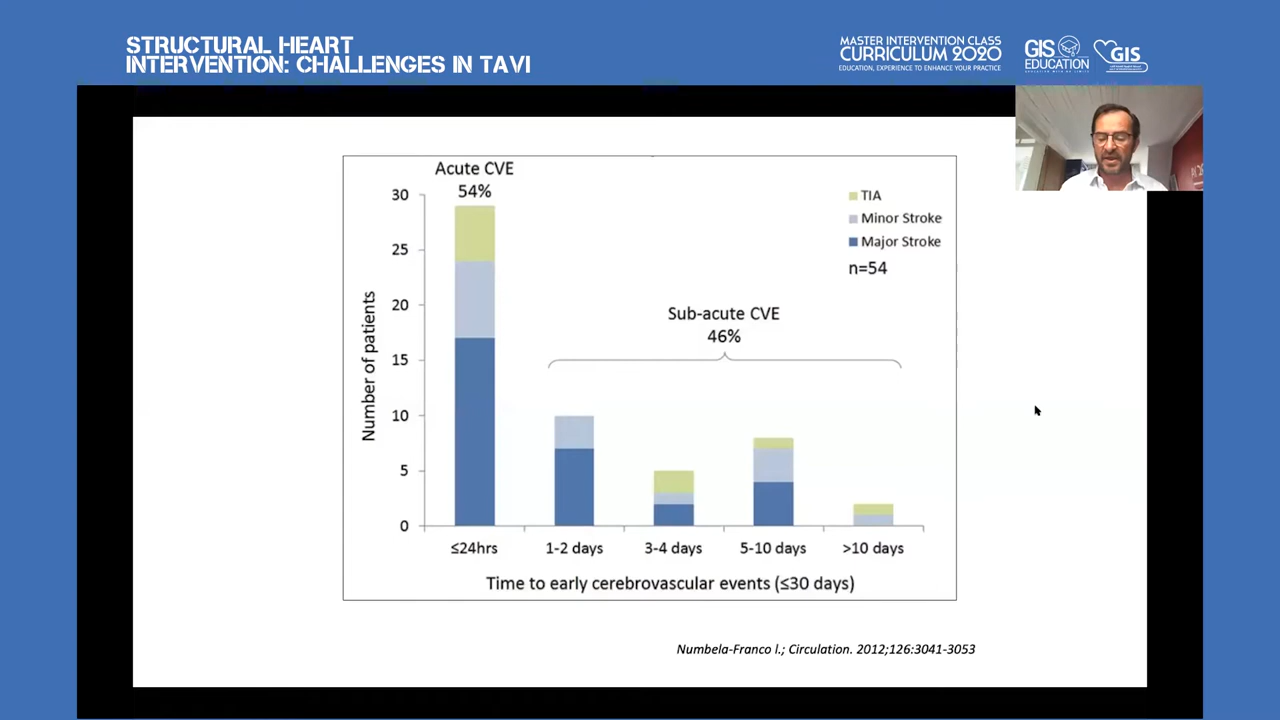 STRUCTURAL HEART
INTERVENTION: CHALLENGES IN TAVI
MASTER INTERVENTION CLASS
CURRICULUM 2020
EDUCATION, EXPERIENCE TO ENHANCE YOUR PRACTICE
GIS
EDUCATION
GIS
Acute CVE
54%
TIA
Minor Stroke
Major Stroke
n=54
Sub-acute CVE
46%
Number of patients
30
25
20
15
10
5
0
≤24hrs
1-2 days
3-4 days
5-10 days
>10 days
Time to early cerebrovascular events (≤30 days)
Numbela-Franco l.; Circulation. 2012;126:3041-3053